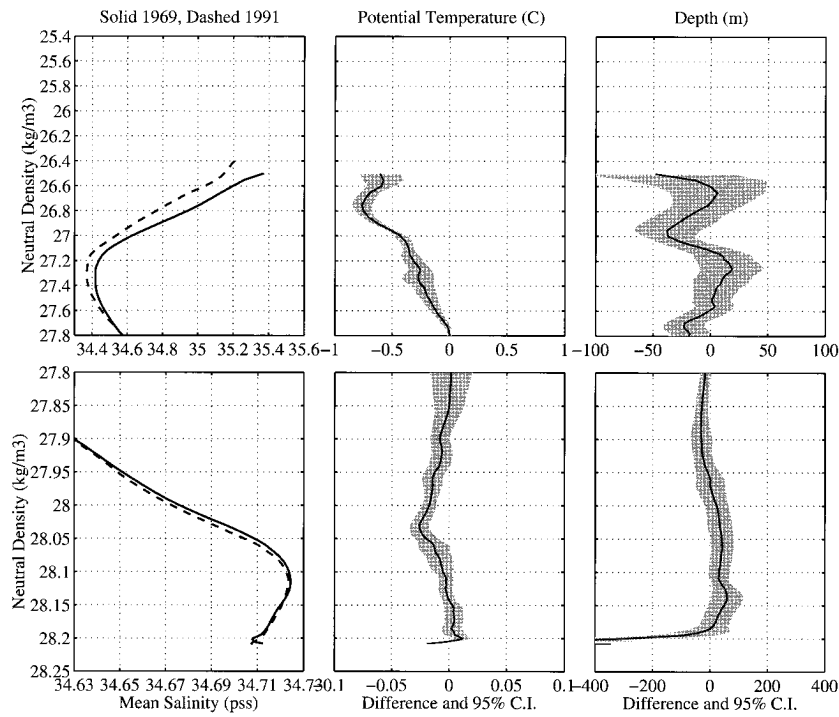 Solid 1969, Dashed 1991
Potential Temperature (C)
Depth (m)
Neutral Density (kg/m3)
25.4
25.6
25.8
26
26.2
26.4
26.6
26.8
27
27.2
27.4
27.6
27.8
34.4 34.6 34.8 35 35.2 35.4 35.6
−1 −0.5 0 0.5 1
−100 −50 0 50 100
Neutral Density (kg/m3)
27.8
27.85
27.9
27.95
28
28.05
28.1
28.15
28.2
28.25
34.63 34.65 34.67 34.69 34.71 34.73
−0.1 −0.05 0 0.05 0.1
−400 −200 0 200 400
Mean Salinity (pss)
Difference and 95% C.I.
Difference and 95% C.I.